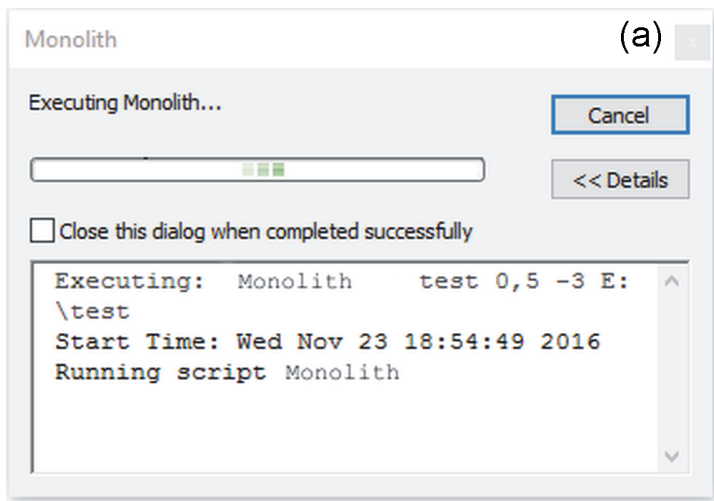 Monolith (a) x
Executing Monolith...
Cancel
<< Details
Close this dialog when completed successfully
Executing: Monolith test 0,5 -3 E:
\test
Start Time: Wed Nov 23 18:54:49 2016
Running script Monolith